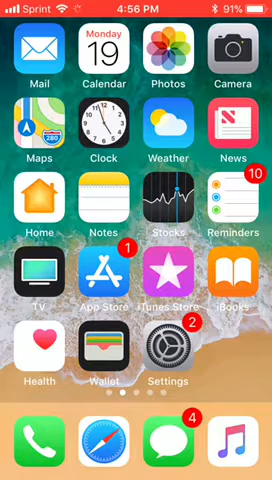 Sprint 4:56 PM 91%
Monday
19
Mail Calendar Photos Camera
280
Maps Clock Weather News
10
Home Notes Stocks Reminders
1
TV App Store iTunes Store iBooks
2
Health Wallet Settings
4